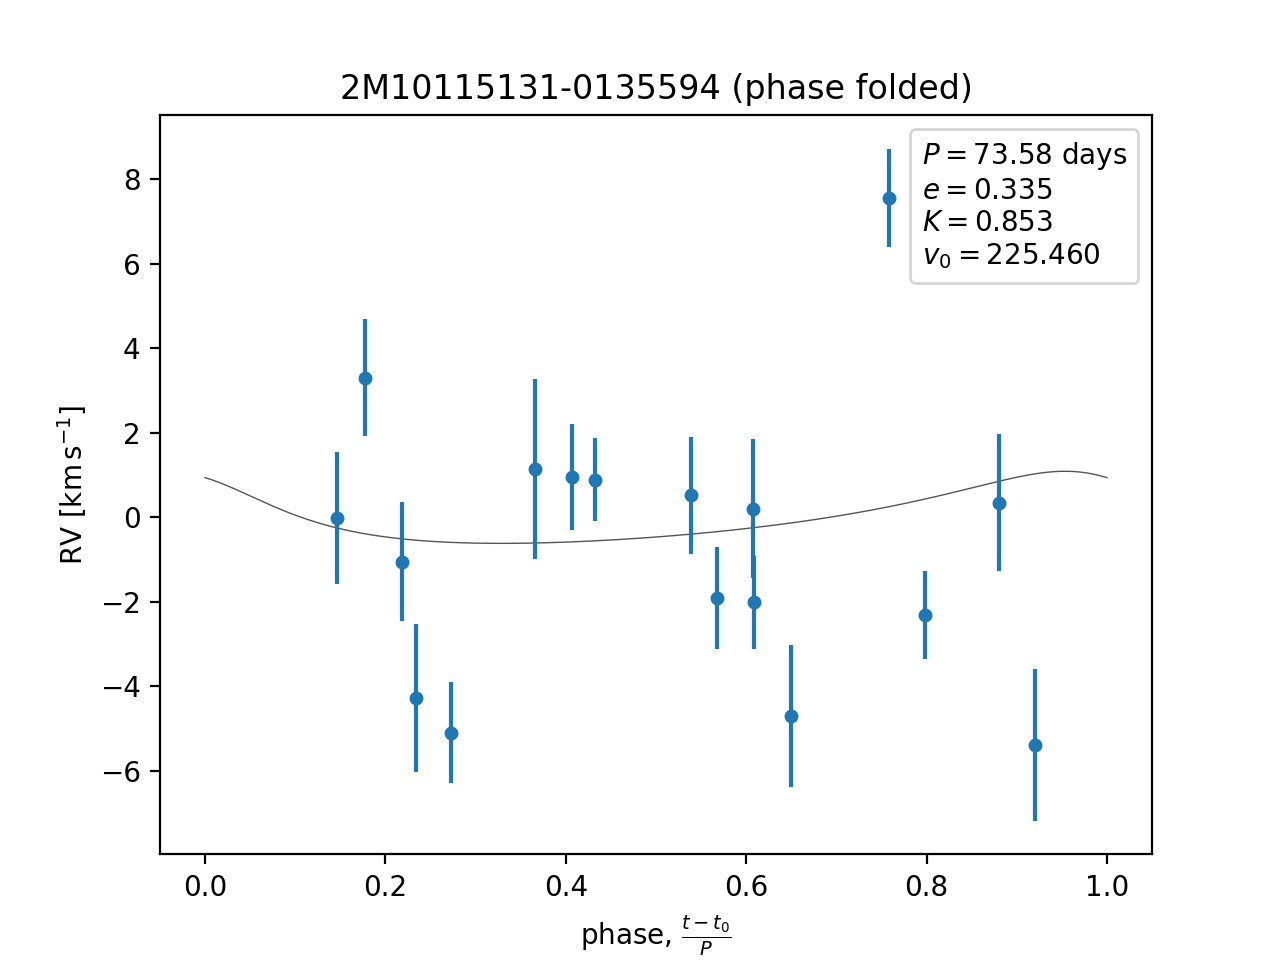 2M10115131-0135594 (phase folded)
P = 73.58 days
e = 0.335
K = 0.853
v₀ = 225.460
RV [km s⁻¹]
8
6
4
2
0
−2
−4
−6
0.0 0.2 0.4 0.6 0.8 1.0
phase, (t − t₀)/P